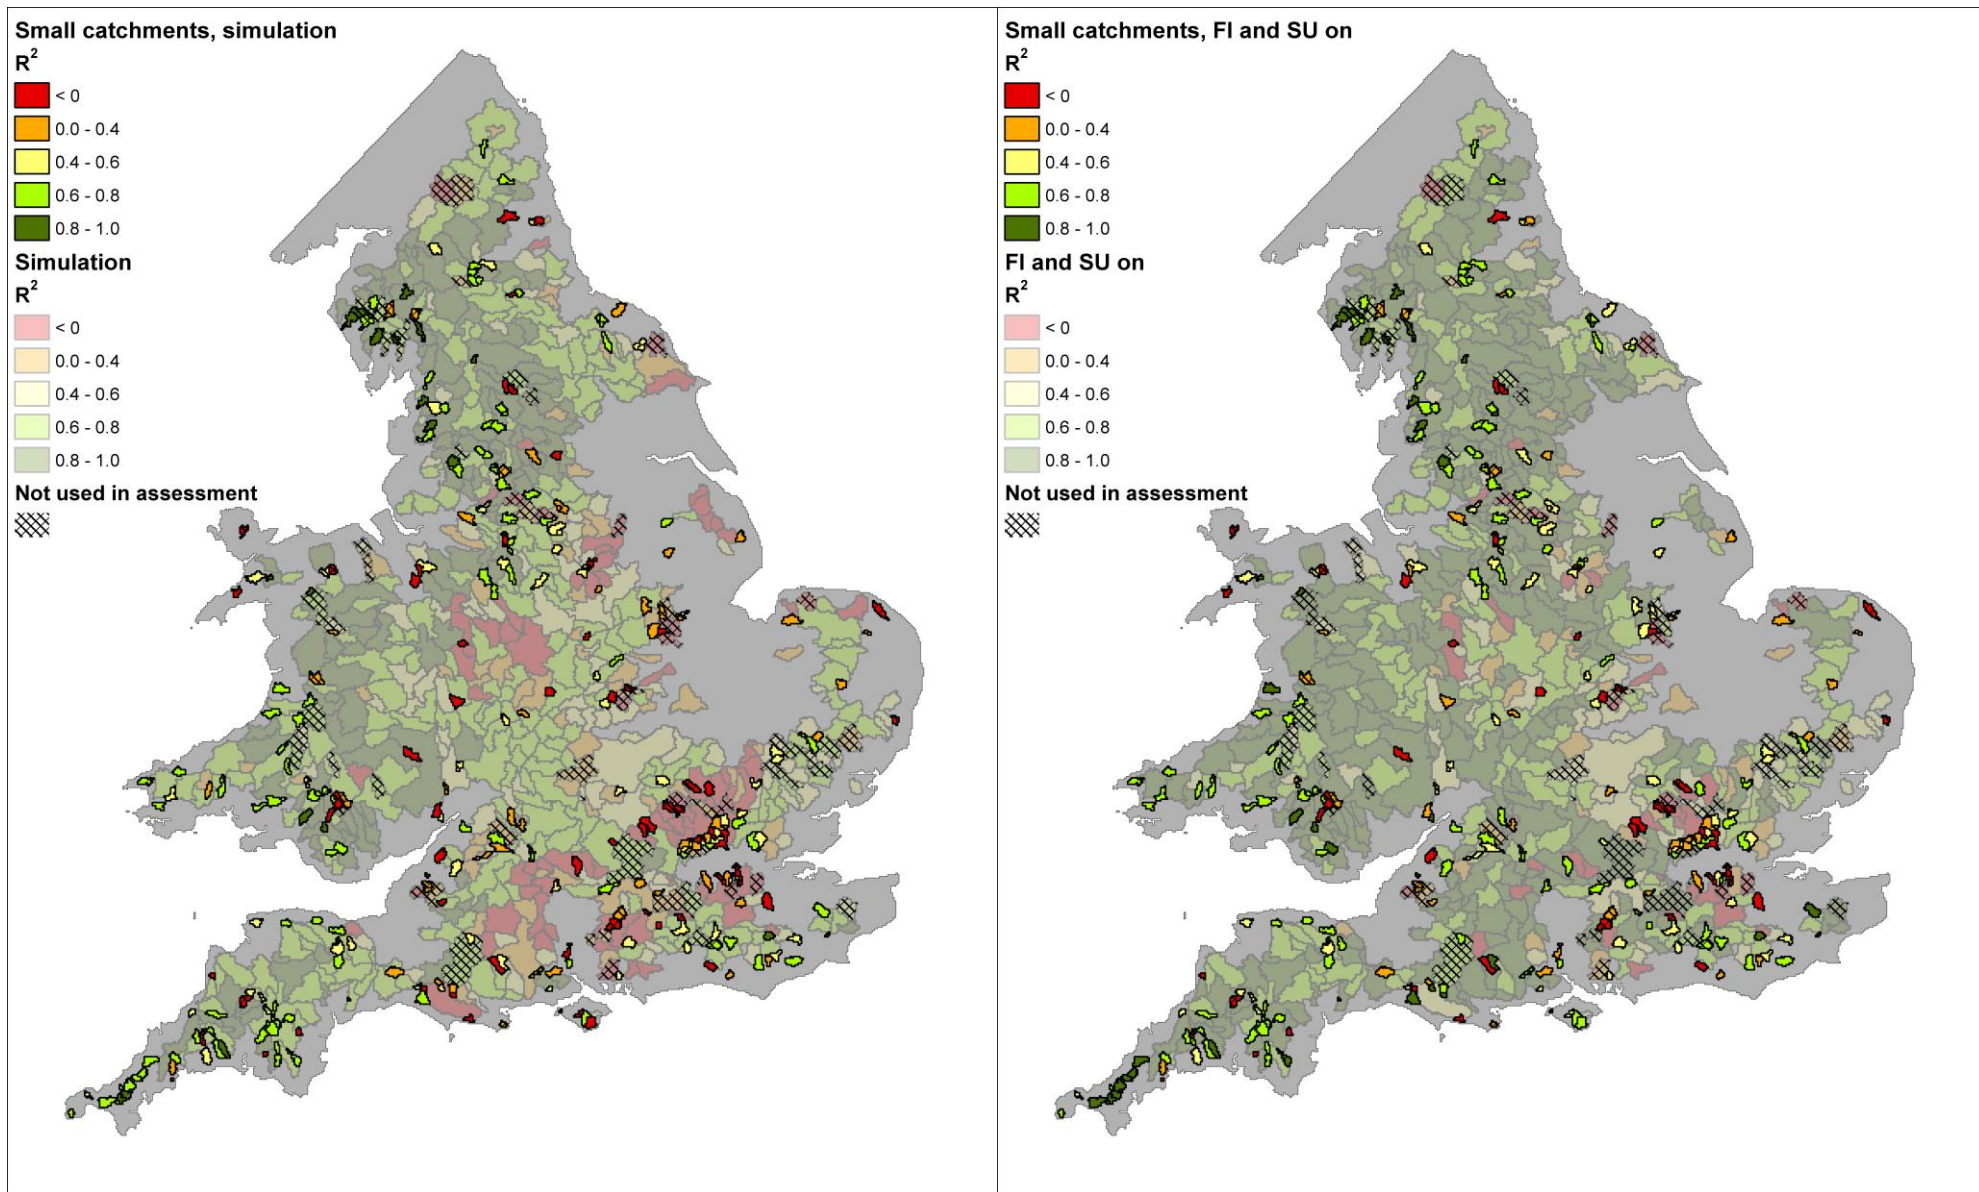 Small catchments, simulation
R²
< 0
0.0 - 0.4
0.4 - 0.6
0.6 - 0.8
0.8 - 1.0
Simulation
R²
< 0
0.0 - 0.4
0.4 - 0.6
0.6 - 0.8
0.8 - 1.0
Not used in assessment
Small catchments, FI and SU on
R²
< 0
0.0 - 0.4
0.4 - 0.6
0.6 - 0.8
0.8 - 1.0
FI and SU on
R²
< 0
0.0 - 0.4
0.4 - 0.6
0.6 - 0.8
0.8 - 1.0
Not used in assessment